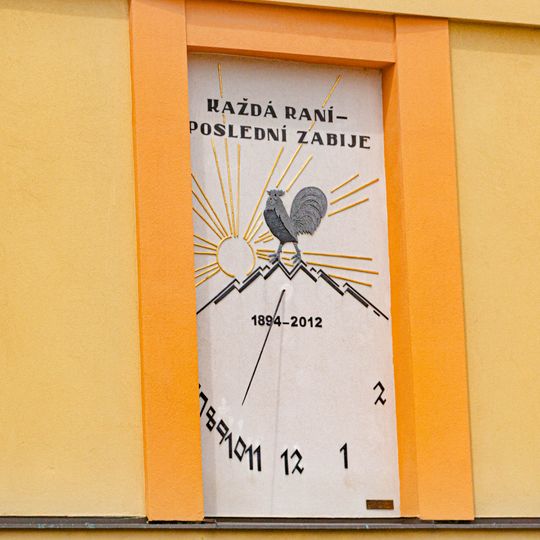 KAŽDÁ RANÍ–
POSLEDNÍ ZABIJE
1894–2012
7 8 9 10 11 12 1 2